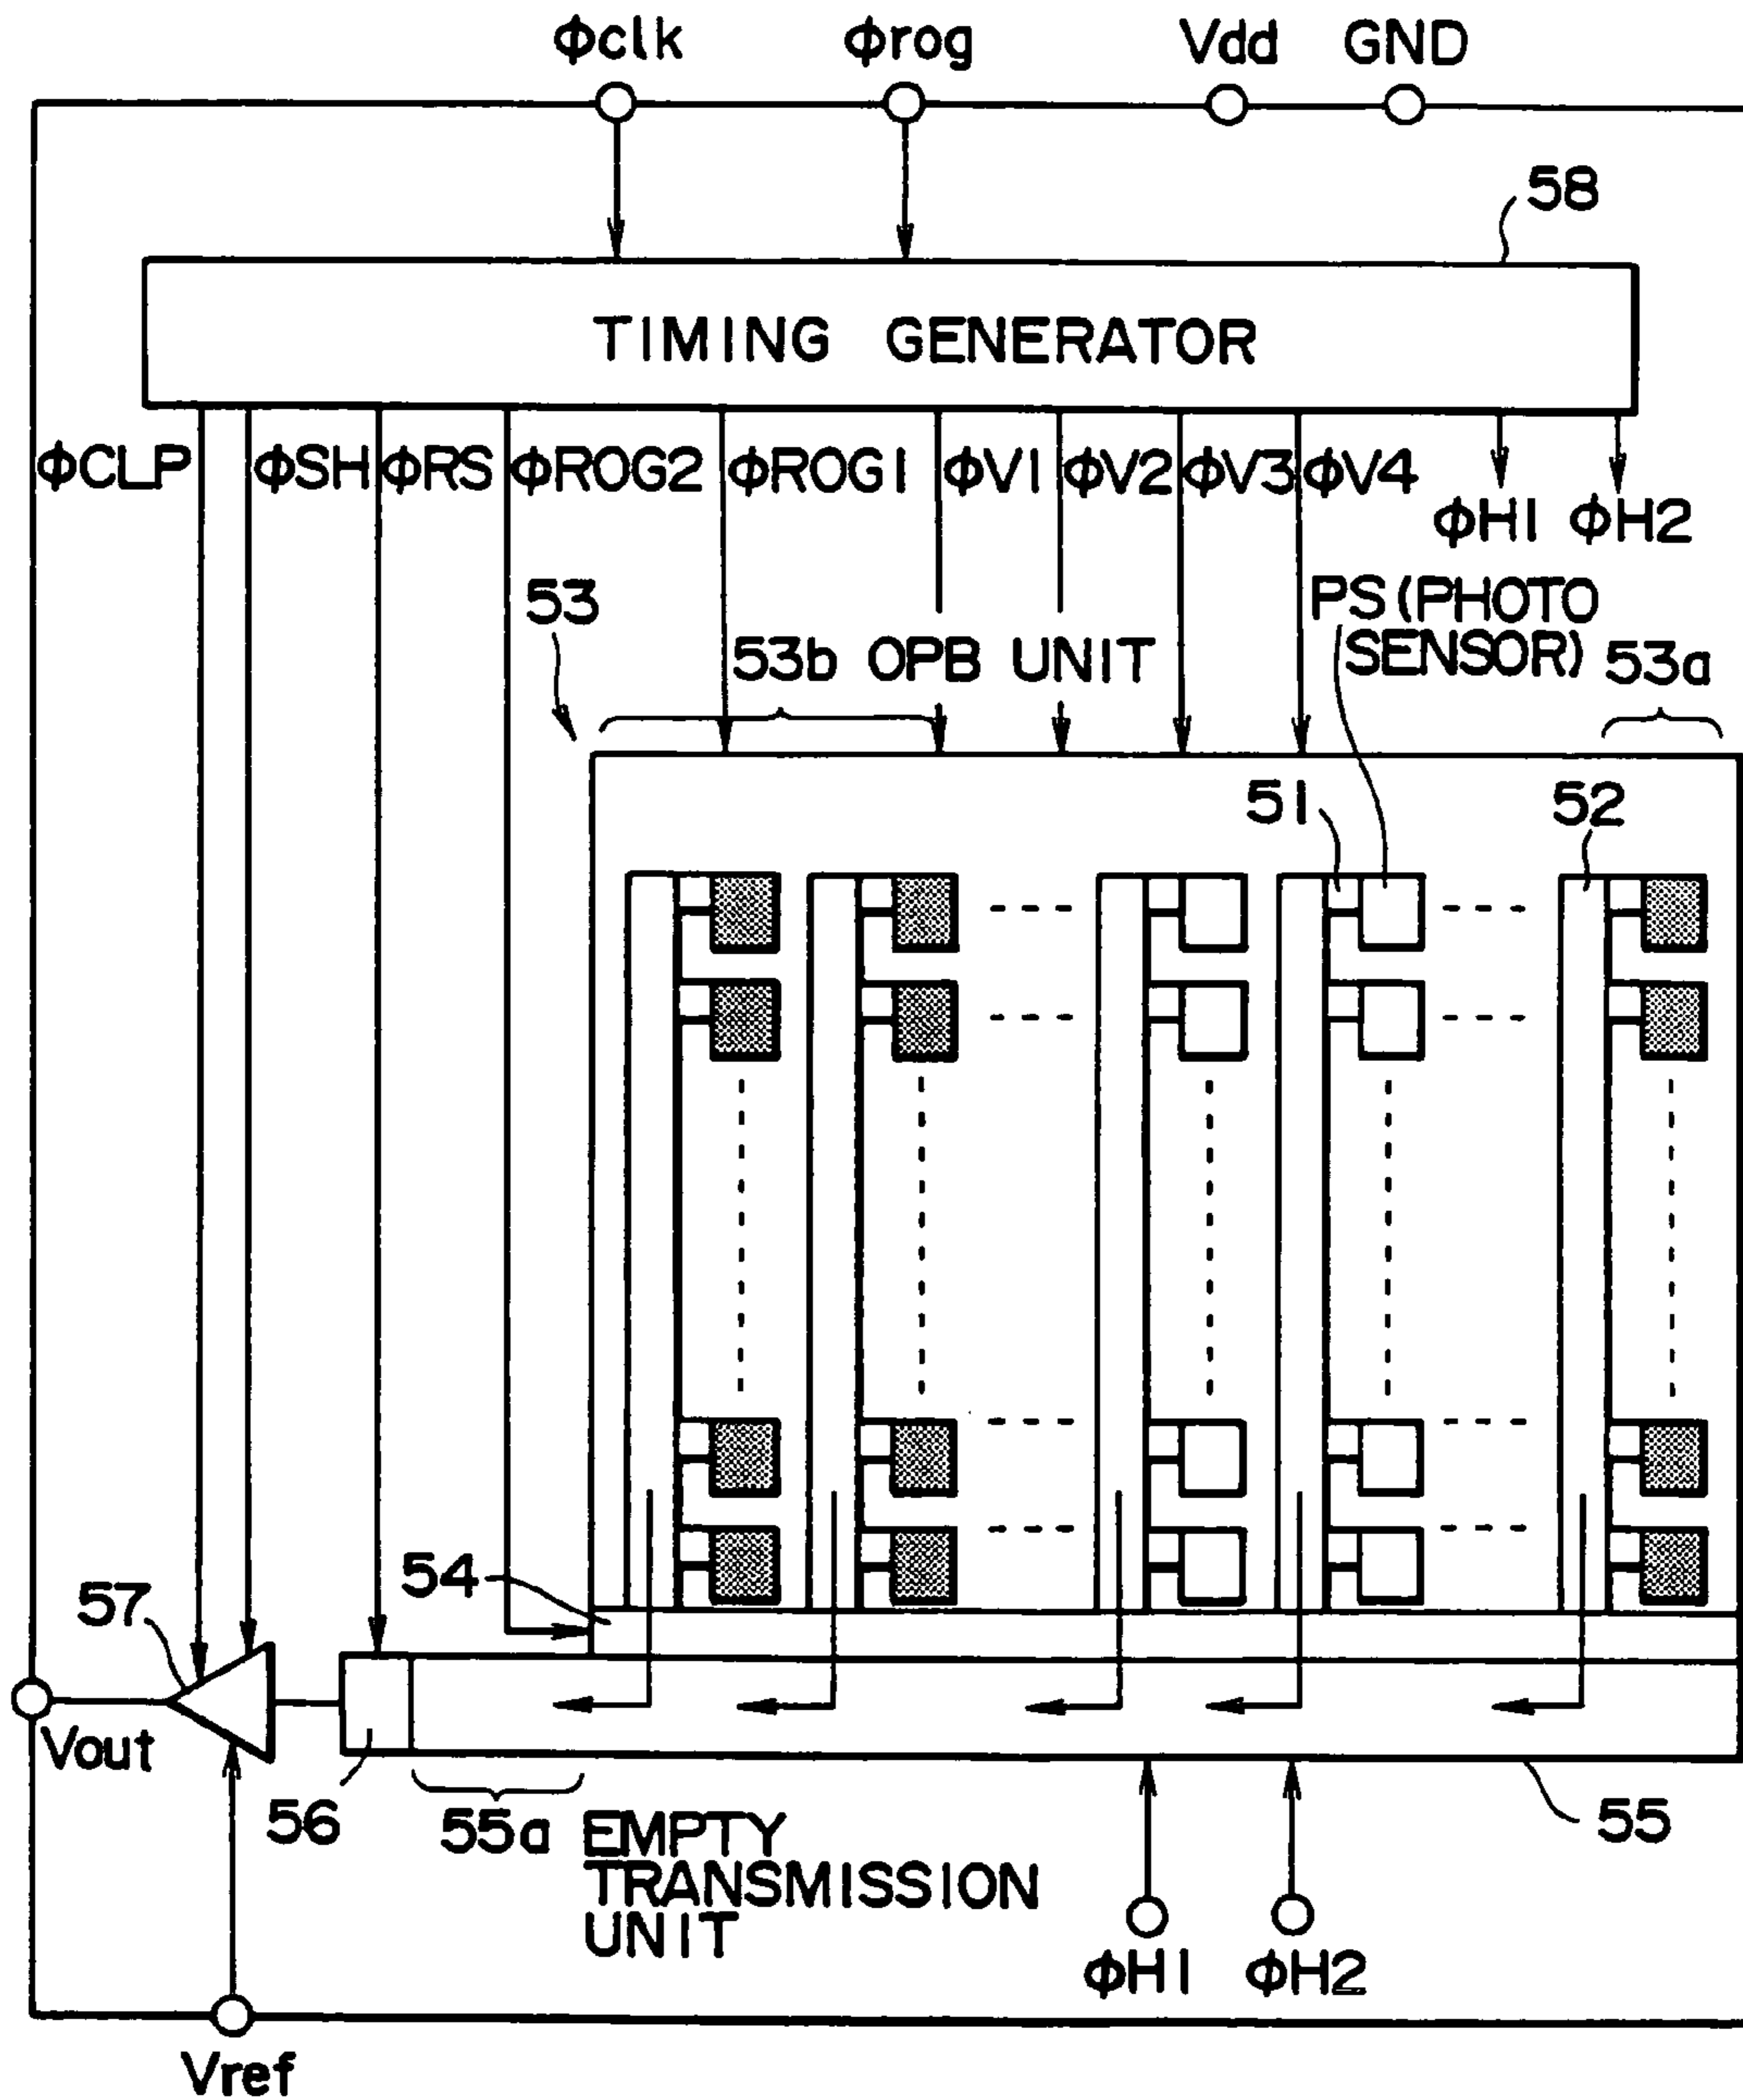 ϕclk ϕrog Vdd GND
58
TIMING GENERATOR
ϕCLP ϕSH ϕRS ϕROG2 ϕROG1 ϕV1 ϕV2 ϕV3 ϕV4
ϕH1 ϕH2
53
PS (PHOTO
SENSOR)
53b OPB UNIT
53a
51
52
54
57
Vout
56
55a EMPTY
TRANSMISSION
UNIT
55
ϕH1 ϕH2
Vref